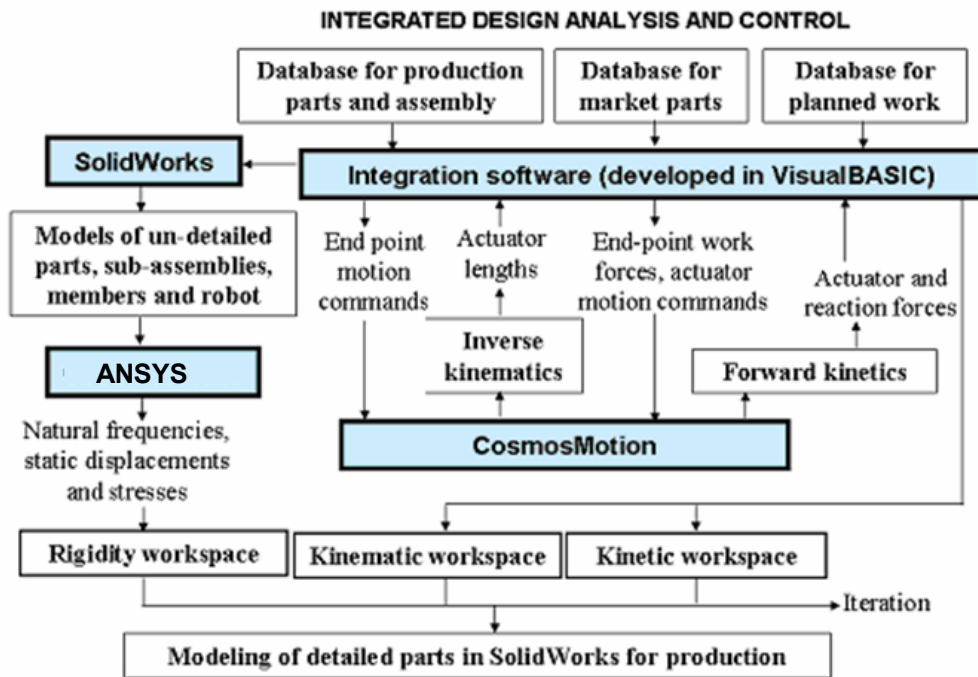 INTEGRATED DESIGN ANALYSIS AND CONTROL
Database for production
parts and assembly
Database for
market parts
Database for
planned work
SolidWorks
Integration software (developed in VisualBASIC)
Models of un-detailed
parts, sub-assemblies,
members and robot
End point
motion
commands
Actuator
lengths
End-point work
forces, actuator
motion commands
Actuator and
reaction forces
Inverse
kinematics
Forward kinetics
ANSYS
CosmosMotion
Natural frequencies,
static displacements
and stresses
Rigidity workspace
Kinematic workspace
Kinetic workspace
Iteration
Modeling of detailed parts in SolidWorks for production